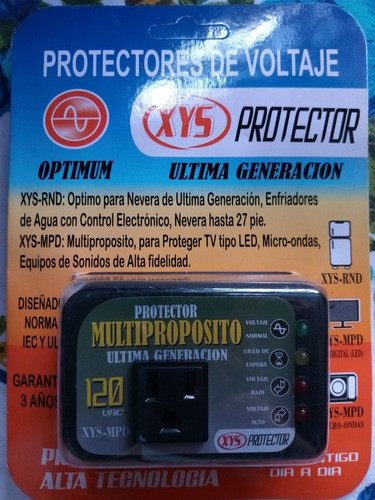 PROTECTORES DE VOLTAJE
XYS PROTECTOR
OPTIMUM
ULTIMA GENERACION
XYS-RND: Optimo para Nevera de Ultima Generación, Enfriadores
de Agua con Control Electrónico, Nevera hasta 27 pie.
XYS-MPD: Multiproposito, para Proteger TV tipo LED, Micro-ondas,
Equipos de Sonidos de Alta fidelidad.
XYS-RND
DISEÑADO
NORMA
IEC Y UL
GARANT
3 AÑOS
PROTECTOR
MULTIPROPOSITO
ULTIMA GENERACION
120
VAC
XYS-MPD
VOLTAJE
NORMAL
CICLO DE
ESPERA
VOLTAJE
BAJO
VOLTAJE
ALTO
XYS PROTECTOR
YS-MPD
DIGITAL (LED)
S-MPD
CRO-ONDAS
ALTA TECNOLOGIA
TIGO
DIA A DIA